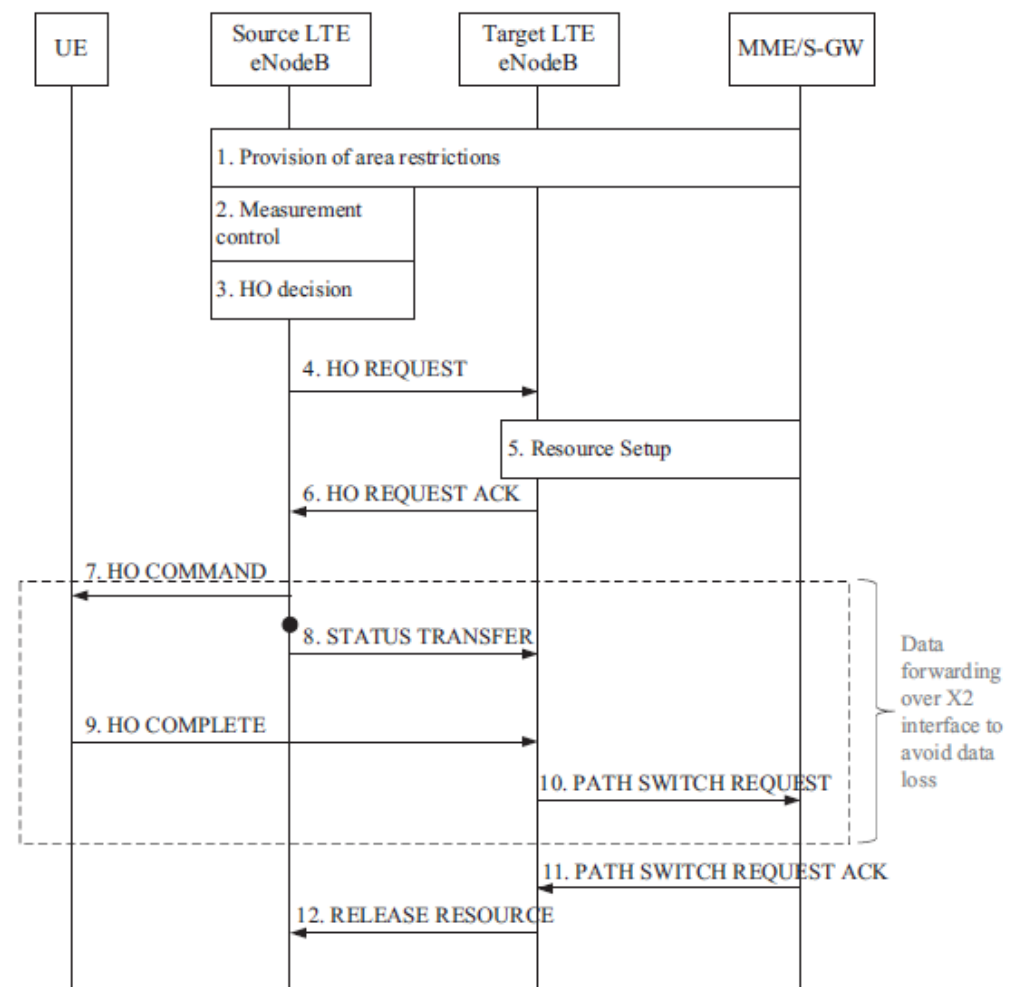 UE
Source LTE
eNodeB
Target LTE
eNodeB
MME/S-GW
1. Provision of area restrictions
2. Measurement
control
3. HO decision
4. HO REQUEST
5. Resource Setup
6. HO REQUEST ACK
7. HO COMMAND
8. STATUS TRANSFER
Data
forwarding
over X2
interface to
avoid data
loss
9. HO COMPLETE
10. PATH SWITCH REQUEST
11. PATH SWITCH REQUEST ACK
12. RELEASE RESOURCE